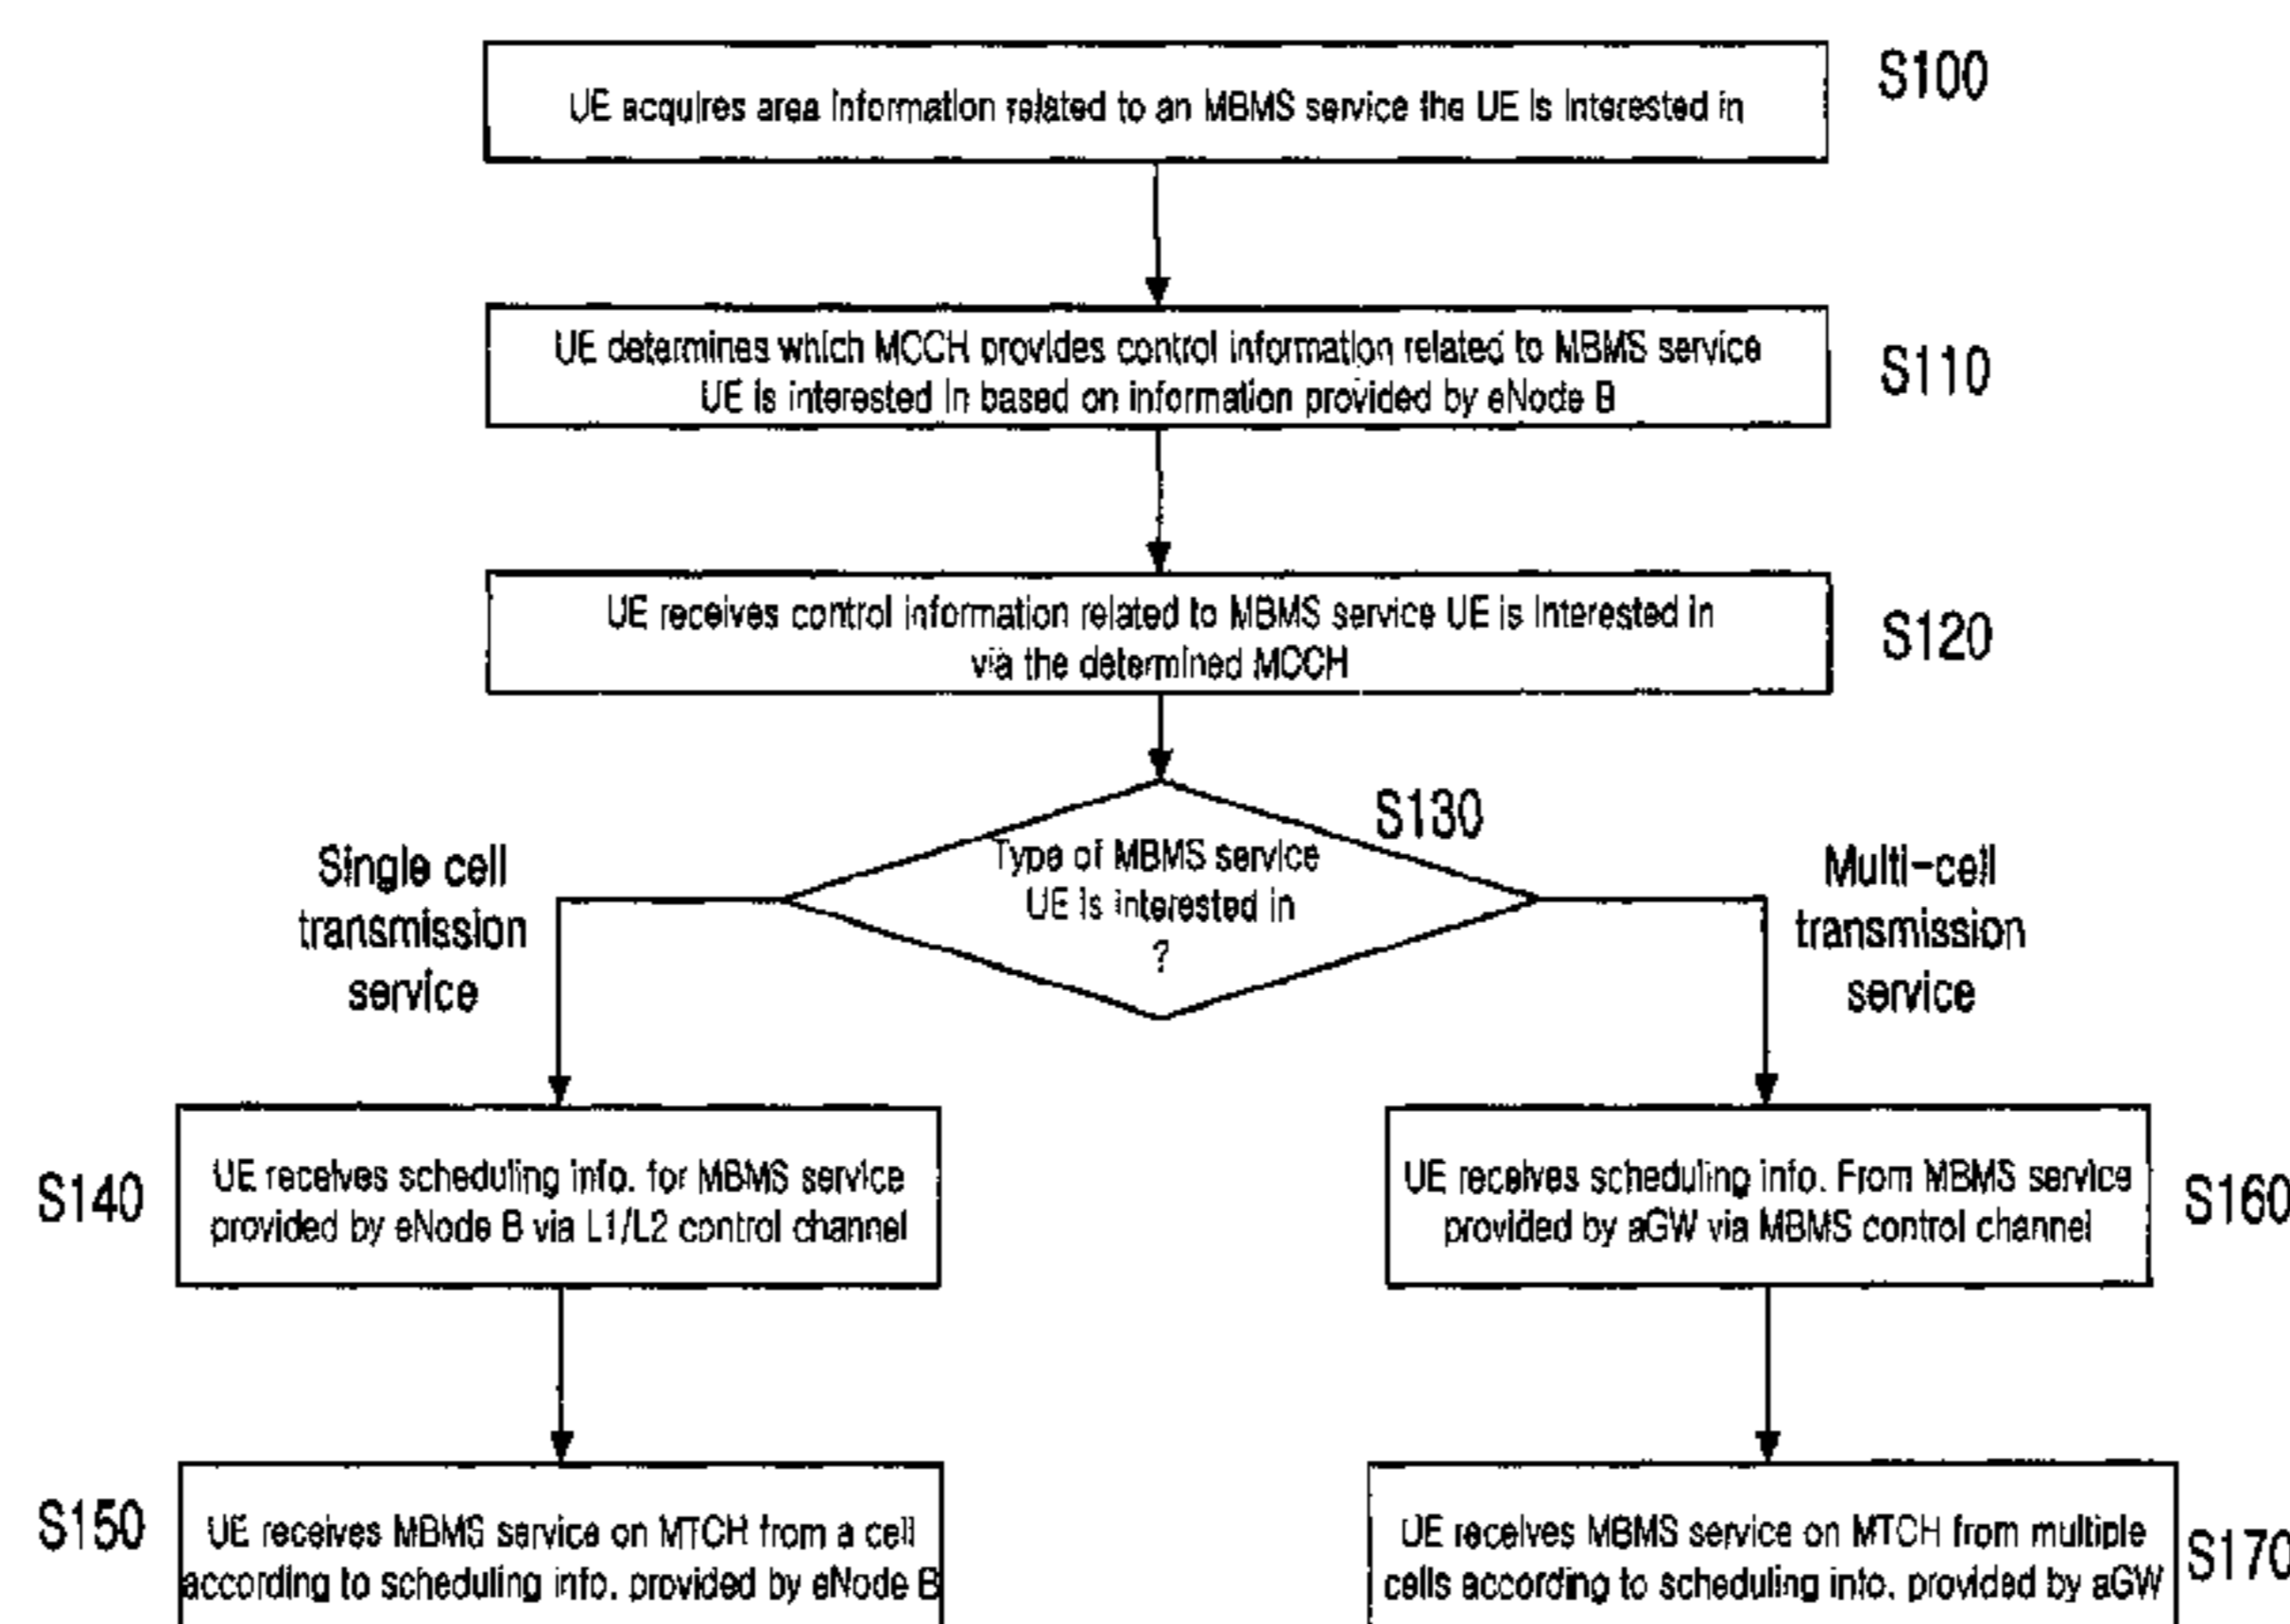 UE acquires area information related to an MBMS service the UE is interested in
S100
UE determines which MCCH provides control information related to MBMS service
UE is interested in based on information provided by eNode B
S110
UE receives control information related to MBMS service UE is interested in
via the determined MCCH
S120
S130
Type of MBMS service
UE is interested in
?
Single cell
transmission
service
Multi-cell
transmission
service
S140
UE receives scheduling info. for MBMS service
provided by eNode B via L1/L2 control channel
UE receives scheduling info. From MBMS service
provided by aGW via MBMS control channel
S160
S150
UE receives MBMS service on MTCH from a cell
according to scheduling info. provided by eNode B
UE receives MBMS service on MTCH from multiple
cells according to scheduling info. provided by aGW
S170